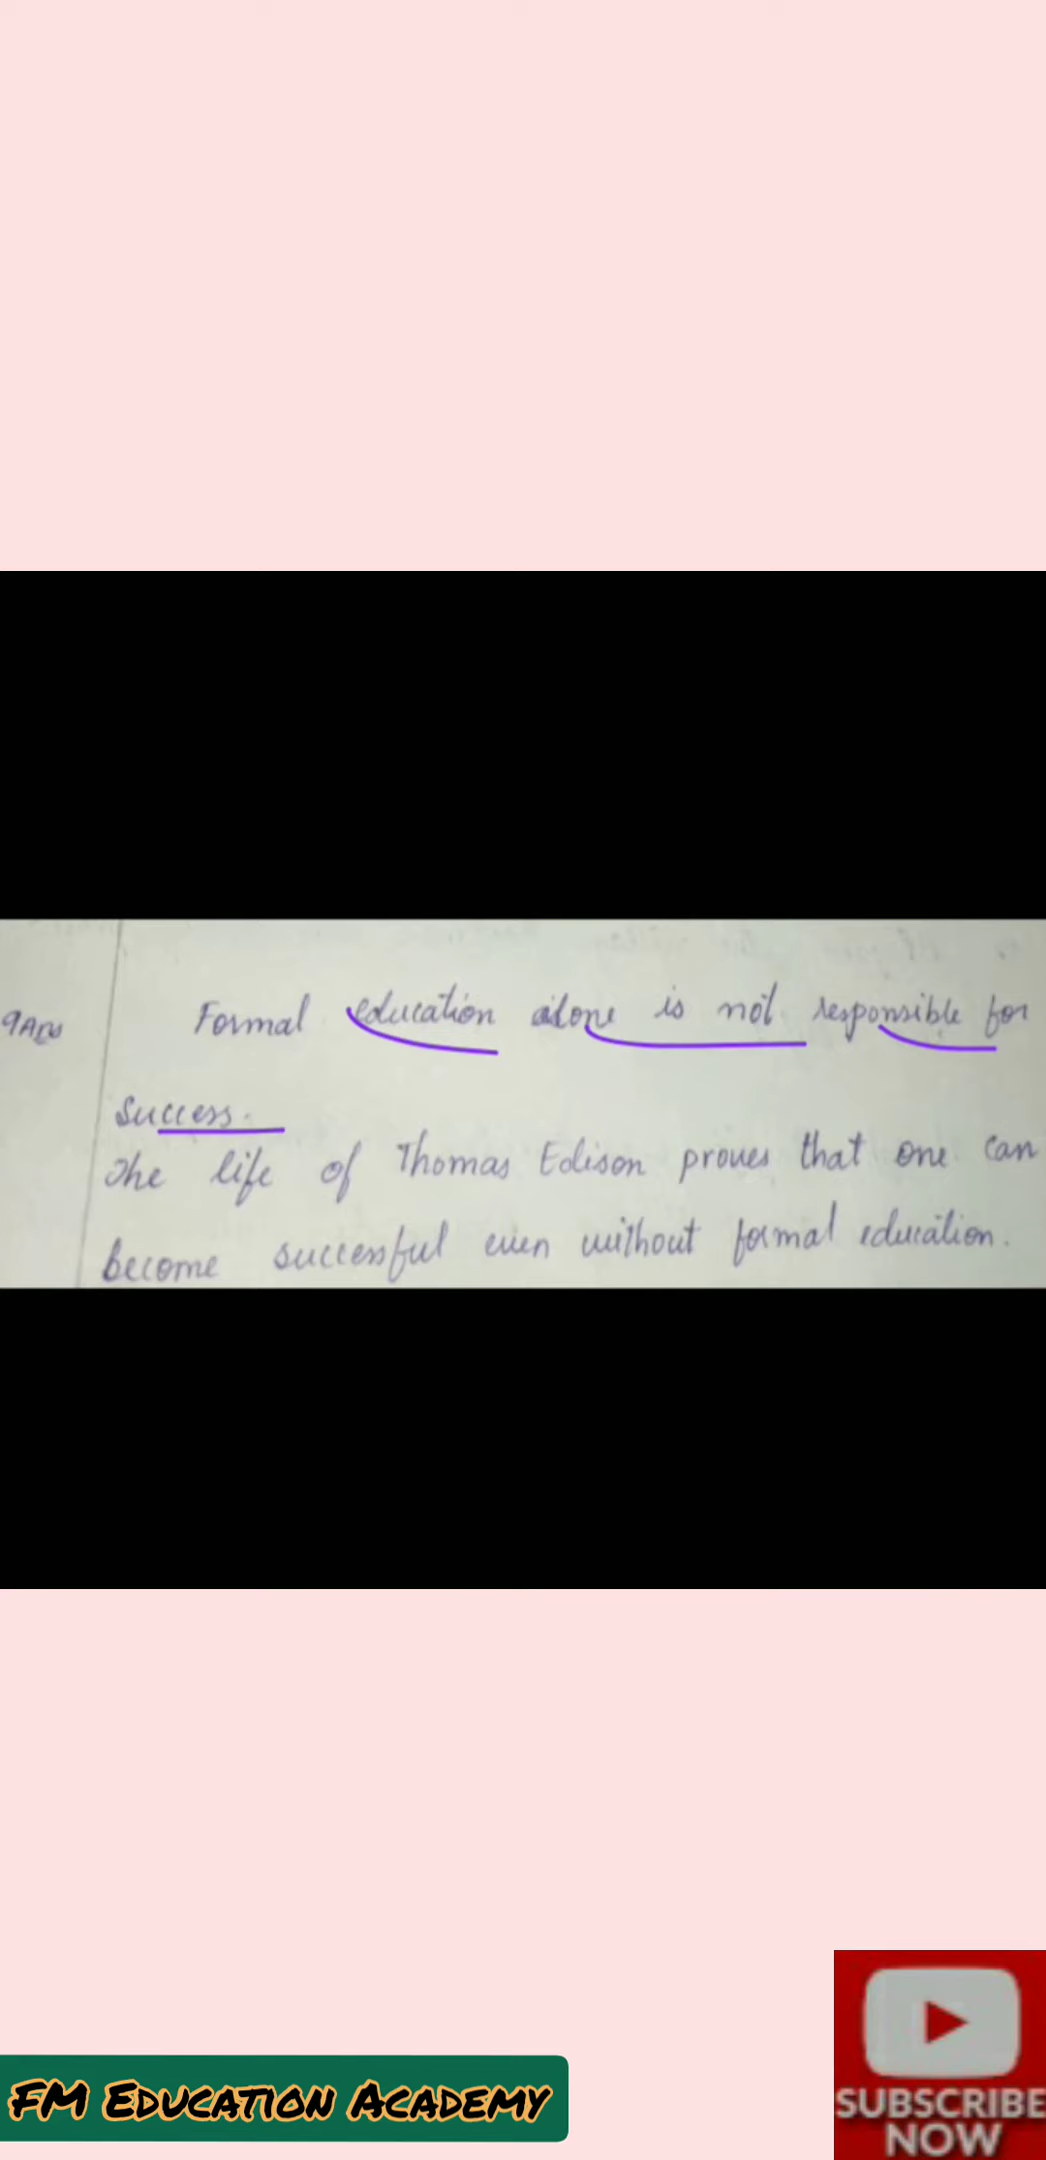 9Ans Formal education alone is not responsible for
success.
The life of Thomas Edison proves that one can
become successful even without formal education.
FM EDUCATION ACADEMY
SUBSCRIBE
NOW